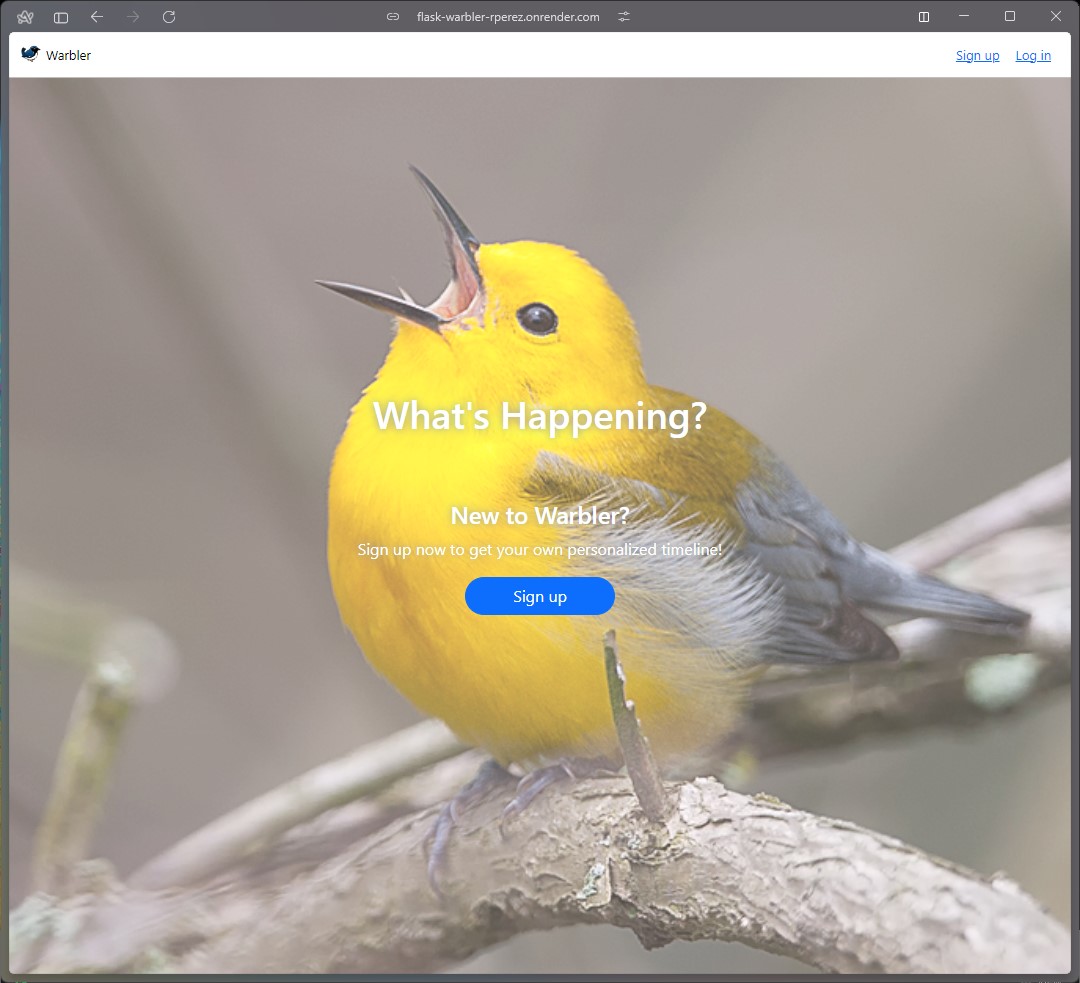 flask-warbler-rperez.onrender.com
Warbler
Sign up
Log in
What's Happening?
New to Warbler?
Sign up now to get your own personalized timeline!
Sign up